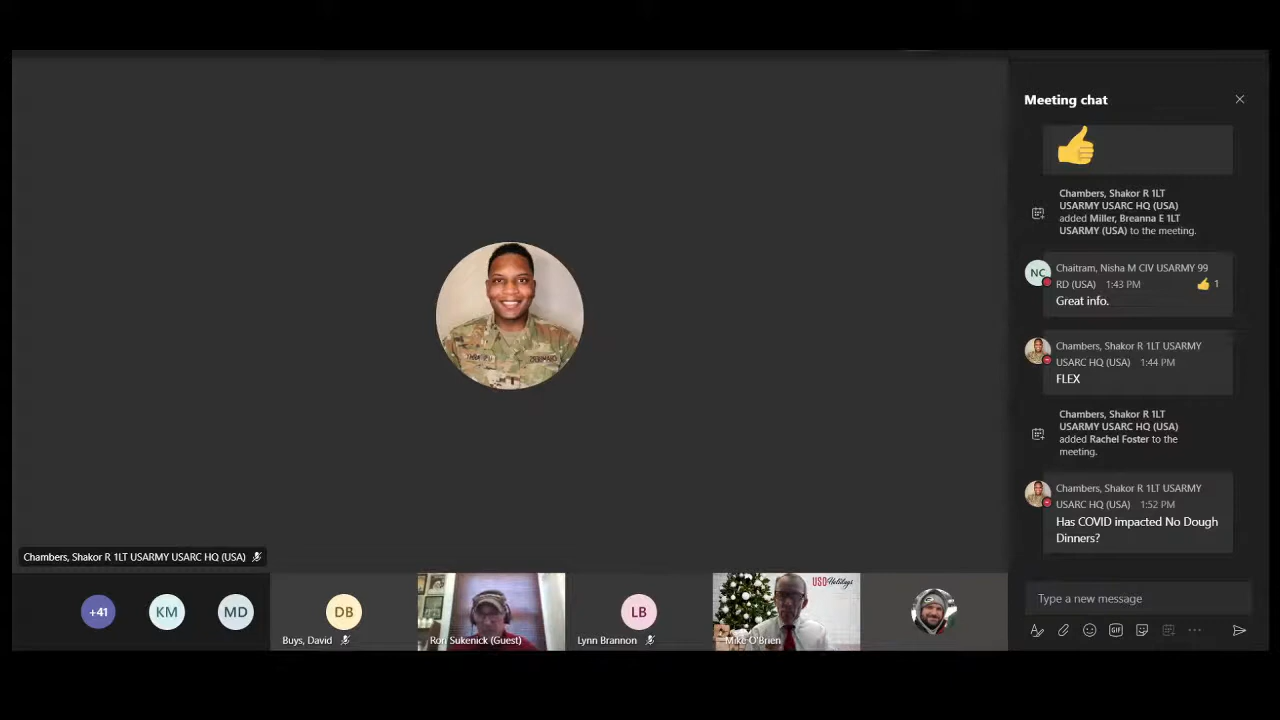 Meeting chat
Chambers, Shakor R 1LT
USARMY USARC HQ (USA)
added Miller, Breanna E 1LT
USARMY (USA) to the meeting.
NC
Chaitram, Nisha M CIV USARMY 99
RD (USA) 1:43 PM
1
Great info.
Chambers, Shakor R 1LT USARMY
USARC HQ (USA) 1:44 PM
FLEX
Chambers, Shakor R 1LT
USARMY USARC HQ (USA)
added Rachel Foster to the
meeting.
Chambers, Shakor R 1LT USARMY
USARC HQ (USA) 1:52 PM
Has COVID impacted No Dough
Dinners?
Type a new message
GIF
Chambers, Shakor R 1LT USARMY USARC HQ (USA)
+41
KM
MD
DB
Buys, David
Ron Sukenick (Guest)
LB
Lynn Brannon
USO Holidays
Mike O'Brien